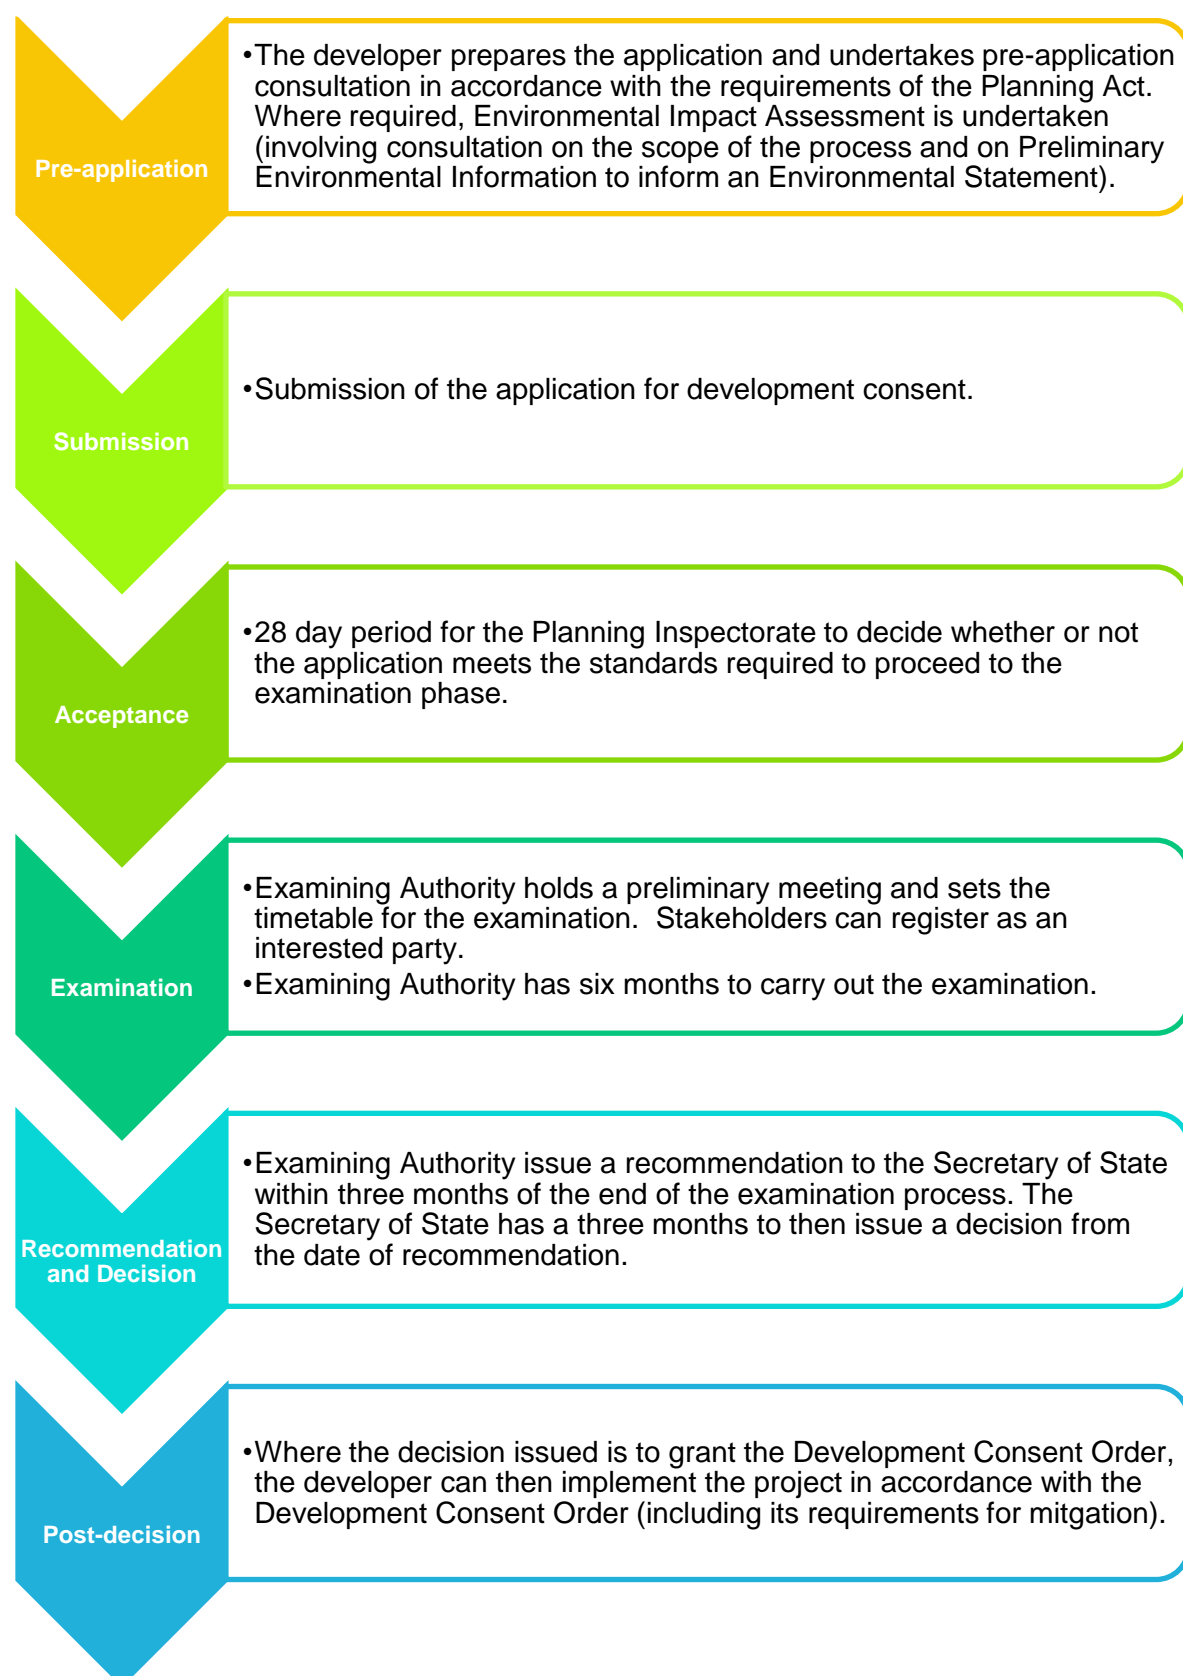 Pre-application
•The developer prepares the application and undertakes pre-application
consultation in accordance with the requirements of the Planning Act.
Where required, Environmental Impact Assessment is undertaken
(involving consultation on the scope of the process and on Preliminary
Environmental Information to inform an Environmental Statement).
Submission
•Submission of the application for development consent.
Acceptance
•28 day period for the Planning Inspectorate to decide whether or not
the application meets the standards required to proceed to the
examination phase.
Examination
•Examining Authority holds a preliminary meeting and sets the
timetable for the examination.  Stakeholders can register as an
interested party.
•Examining Authority has six months to carry out the examination.
Recommendation
and Decision
•Examining Authority issue a recommendation to the Secretary of State
within three months of the end of the examination process. The
Secretary of State has a three months to then issue a decision from
the date of recommendation.
Post-decision
•Where the decision issued is to grant the Development Consent Order,
the developer can then implement the project in accordance with the
Development Consent Order (including its requirements for mitgation).